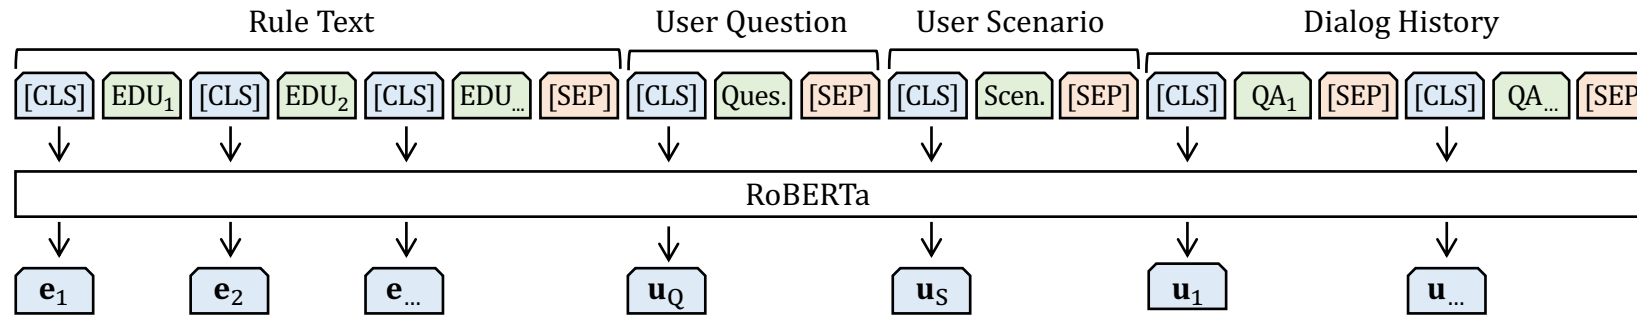 Rule Text User Question User Scenario Dialog History
[CLS] EDU1 [CLS] EDU2 [CLS] EDU... [SEP] [CLS] Ques. [SEP] [CLS] Scen. [SEP] [CLS] QA1 [SEP] [CLS] QA... [SEP
RoBERTa
e1 e2 e... uQ uS u1 u...